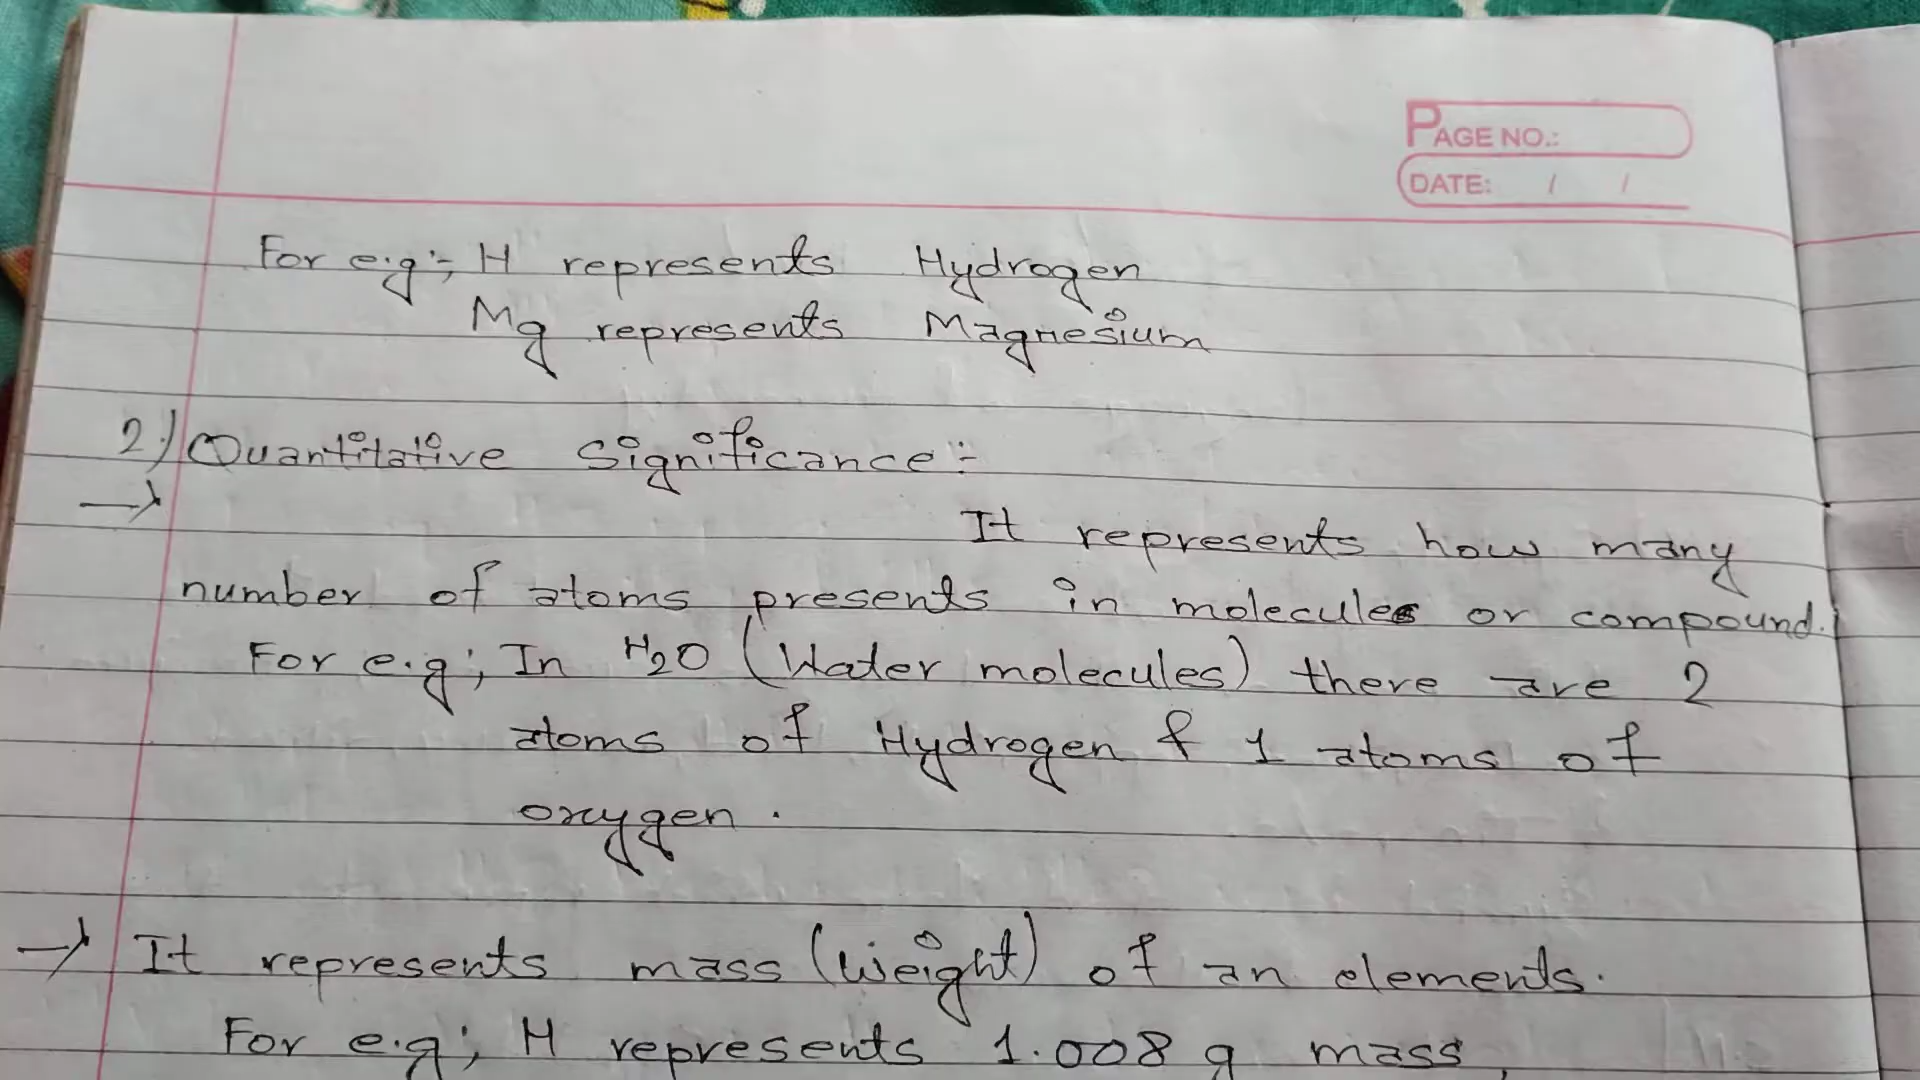 PAGE NO.:
DATE: / /
For e.g:-, H represents Hydrogen
Mg represents Magnesium
2.) Quantitative significance :-
→
It represents how many
number of atoms presents in molecules or compound.
For e.g:, In H2O (Water molecules) there are 2
atoms of Hydrogen & 1 atoms of
oxygen.
→ It represents mass (weight) of an elements.
For e.g:, H represents 1.008 g mass,